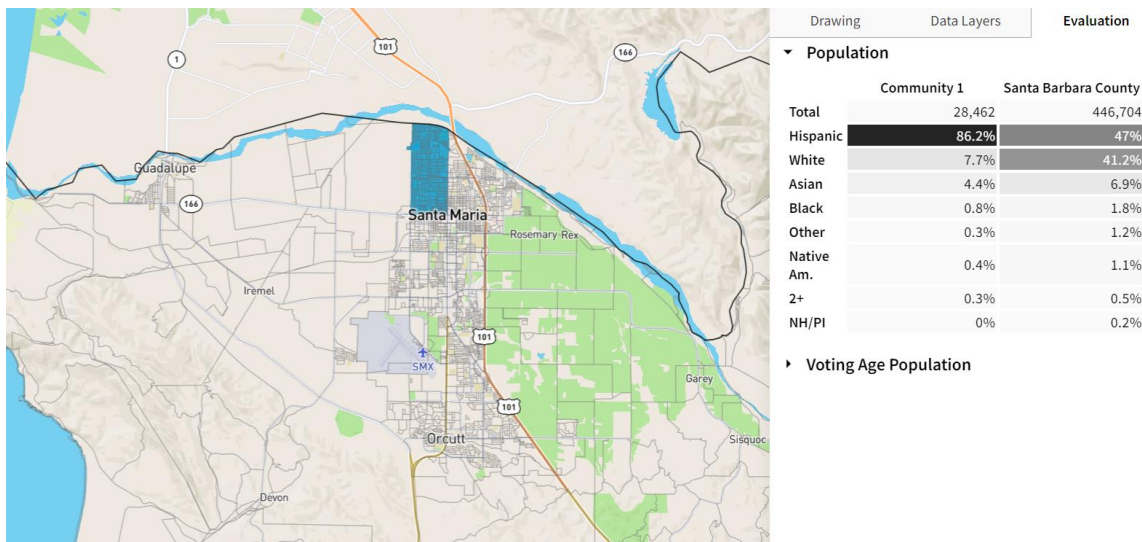 Drawing Data Layers Evaluation
Population
Community 1 Santa Barbara County
Total 28,462 446,704
Hispanic 86.2% 47%
White 7.7% 41.2%
Asian 4.4% 6.9%
Black 0.8% 1.8%
Other 0.3% 1.2%
Native
Am. 0.4% 1.1%
2+ 0.3% 0.5%
NH/PI 0% 0.2%
Voting Age Population
101
1
166
Guadalupe
166
Santa Maria
Rosemary Rex
Iremel
101
SMX
Garey
101
Orcutt
Sisquoc
Devon